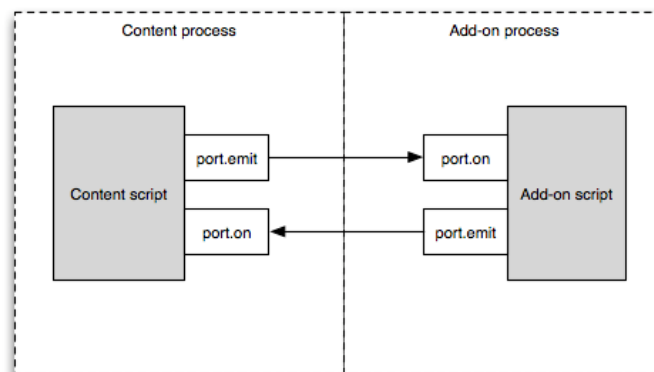 Content process
Add-on process
port.emit
port.on
Content script
Add-on script
port.on
port.emit